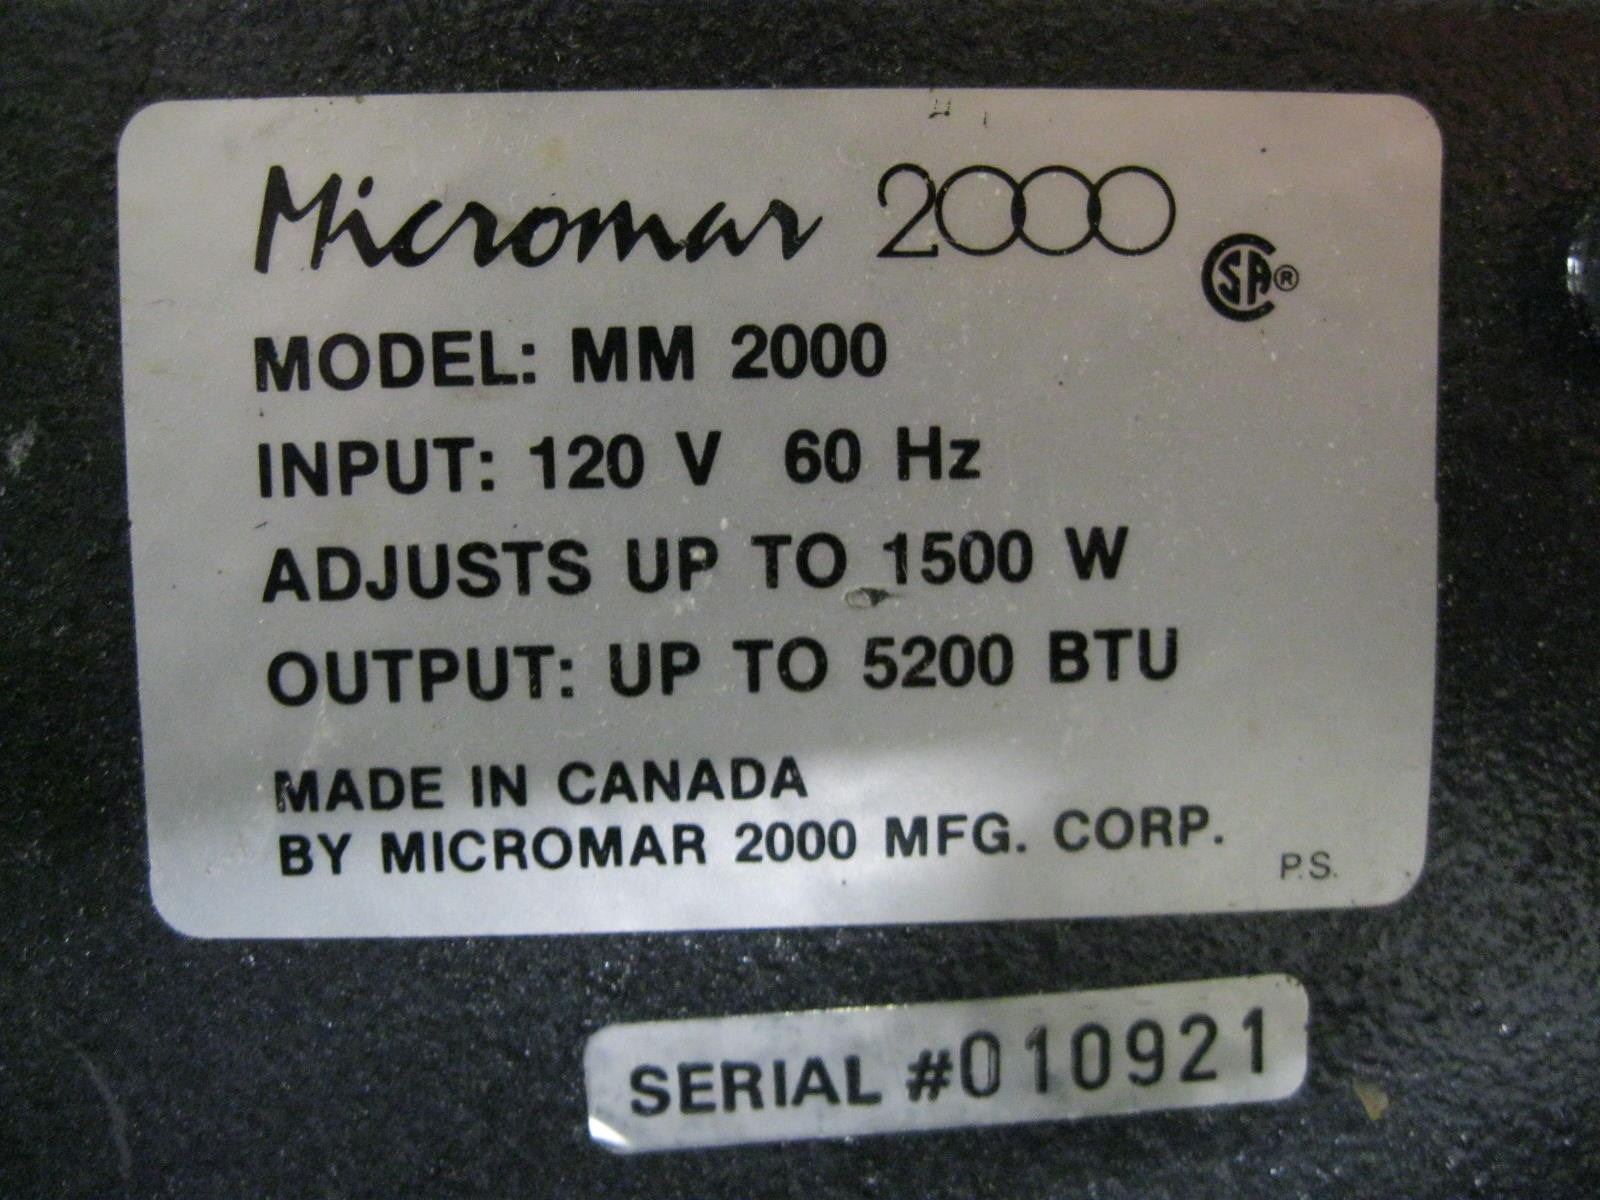 Micromar 2000
CSA®
MODEL: MM 2000
INPUT: 120 V 60 Hz
ADJUSTS UP TO 1500 W
OUTPUT: UP TO 5200 BTU
MADE IN CANADA
BY MICROMAR 2000 MFG. CORP.
P.S.
SERIAL #010921